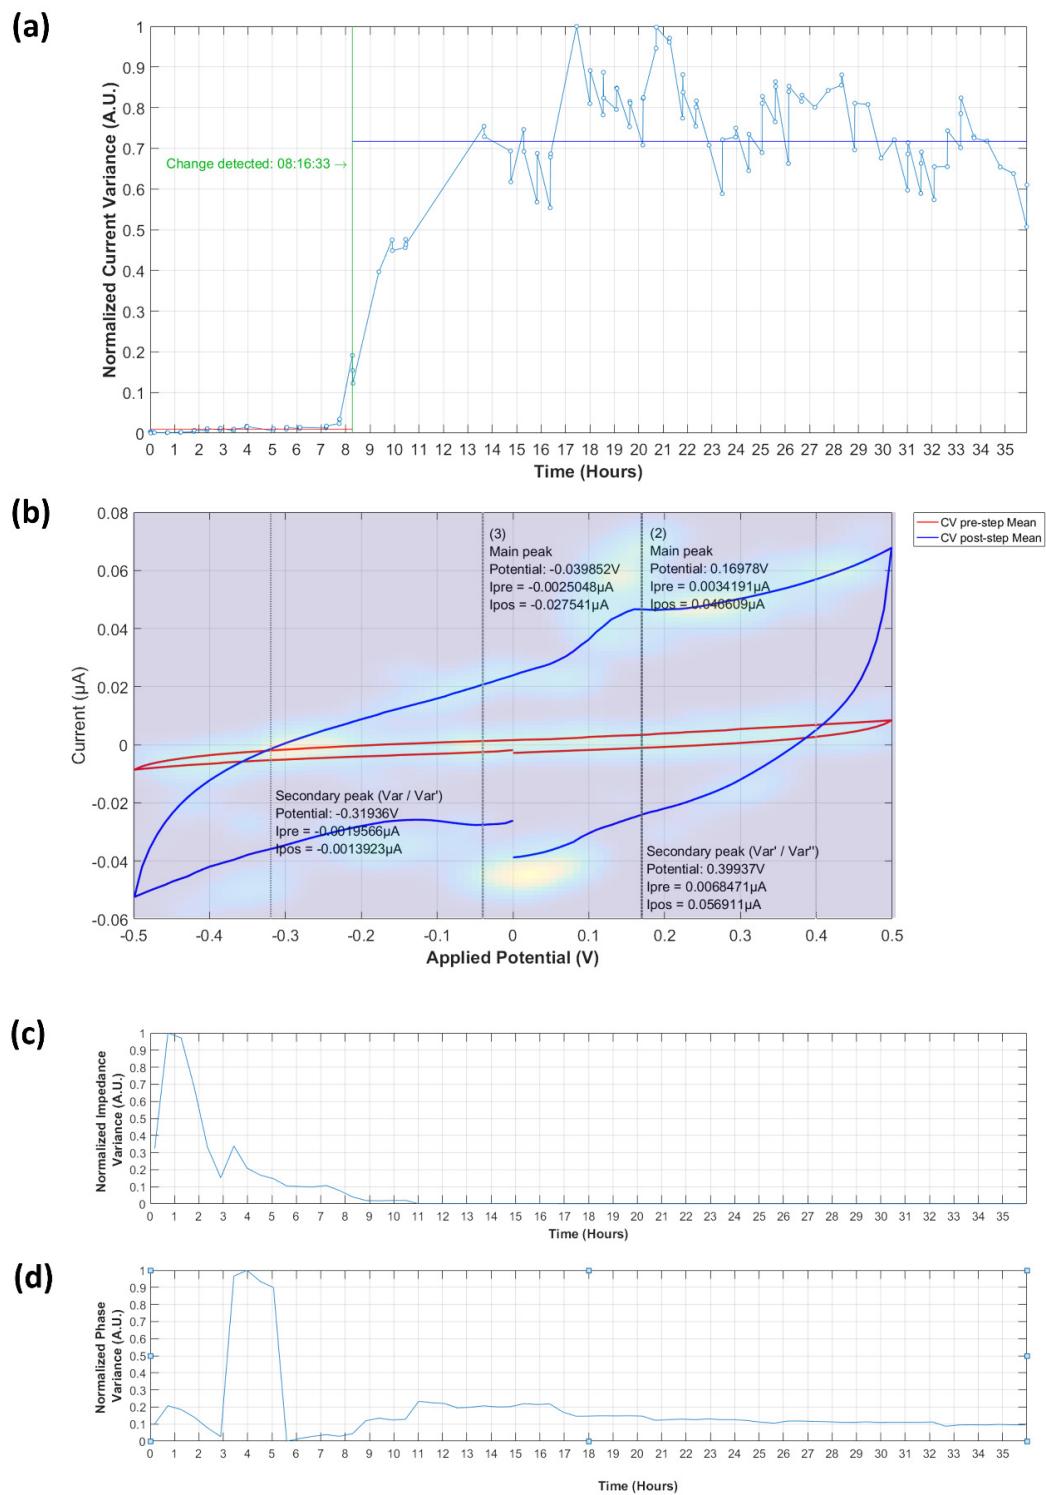 (a)
Normalized Current Variance (A.U.)
1
0.9
0.8
0.7
0.6
0.5
0.4
0.3
0.2
0.1
0
Change detected: 08:16:33 →
0 1 2 3 4 5 6 7 8 9 10 11 12 13 14 15 16 17 18 19 20 21 22 23 24 25 26 27 28 29 30 31 32 33 34 35
Time (Hours)
(b)
Current (μA)
0.08
0.06
0.04
0.02
0
-0.02
-0.04
-0.06
(3)
Main peak
Potential: -0.039852V
Ipre = -0.0025048μA
Ipos = -0.027541μA
(2)
Main peak
Potential: 0.16978V
Ipre = 0.0034191μA
Ipos = 0.046609μA
CV pre-step Mean
CV post-step Mean
Secondary peak (Var / Var')
Potential: -0.31936V
Ipre = -0.0019566μA
Ipos = -0.0013923μA
Secondary peak (Var' / Var'')
Potential: 0.39937V
Ipre = 0.0068471μA
Ipos = 0.056911μA
-0.5 -0.4 -0.3 -0.2 -0.1 0 0.1 0.2 0.3 0.4 0.5
Applied Potential (V)
(c)
Normalized Impedance
Variance (A.U.)
1
0.9
0.8
0.7
0.6
0.5
0.4
0.3
0.2
0.1
0
0 1 2 3 4 5 6 7 8 9 10 11 12 13 14 15 16 17 18 19 20 21 22 23 24 25 26 27 28 29 30 31 32 33 34 35
Time (Hours)
(d)
Normalized Phase
Variance (A.U.)
1
0.9
0.8
0.7
0.6
0.5
0.4
0.3
0.2
0.1
0
0 1 2 3 4 5 6 7 8 9 10 11 12 13 14 15 16 17 18 19 20 21 22 23 24 25 26 27 28 29 30 31 32 33 34 35
Time (Hours)